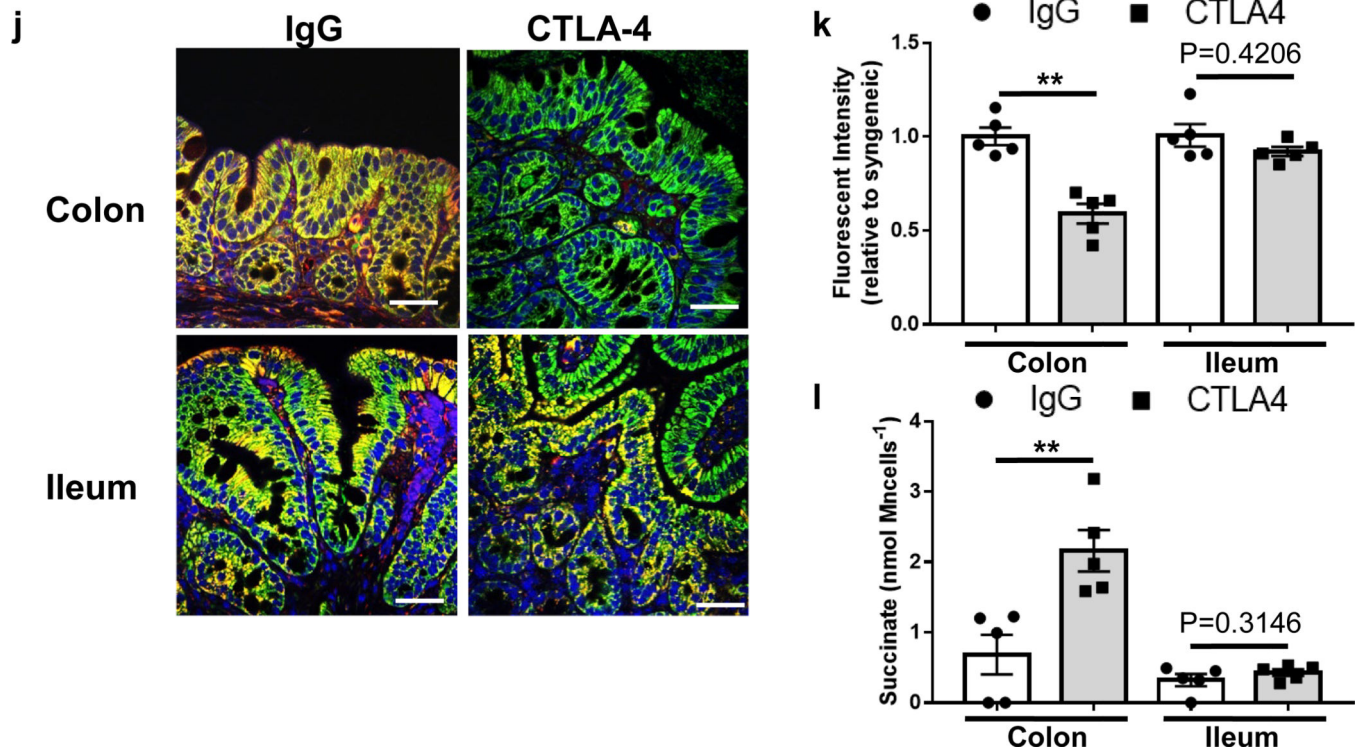 j
IgG
CTLA-4
Colon
Ileum
k
IgG CTLA4
Fluorescent Intensity
(relative to syngeneic)
1.5
1.0
0.5
0.0
**
P=0.4206
Colon
Ileum
l
IgG CTLA4
Succinate (nmol Mncells-1)
4
3
2
1
0
**
P=0.3146
Colon
Ileum